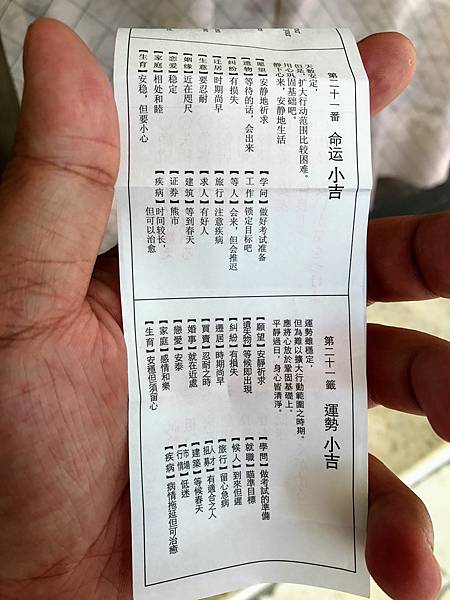 第二十一番 命运 小吉
天数安定，
但是，扩大行动范围比较困难。
用心巩固基础吧。
静下心来，安静地生活
【愿望】安静地祈求
【遗物】等待的话，会出来
【纠纷】有损失
【迁居】时期尚早
【生意】要忍耐
【姻缘】近在咫尺
【恋爱】稳定
【家庭】相处和睦
【生育】安稳，但要小心
【学问】做好考试准备
【工作】锁定目标吧
【等人】会来，但会推迟
【旅行】注意疾病
【求人】有好人
【建筑】等到春天
【证券】熊市
【疾病】时间较长，
但可以治愈
第二十一籤 運勢 小吉
運勢雖穩定，
但為難以擴大行動範圍之時期。
應將心放於鞏固基礎上。
平靜過日，身心皆清淨。
【願望】安靜祈求
【遺失物】等候即出現
【糾紛】有損失
【遷居】時期尚早
【買賣】忍耐之時
【婚事】就在近處
【戀愛】安泰
【家庭】感情和樂
【生育】安穩但須留心
【學問】做考試的準備
【就職】瞄準目標
【候人】到來但遲
【旅行】留心急病
【人才招募】有適合之人
【建築】等候春天
【市場行情】低迷
【疾病】病情拖延但可治癒